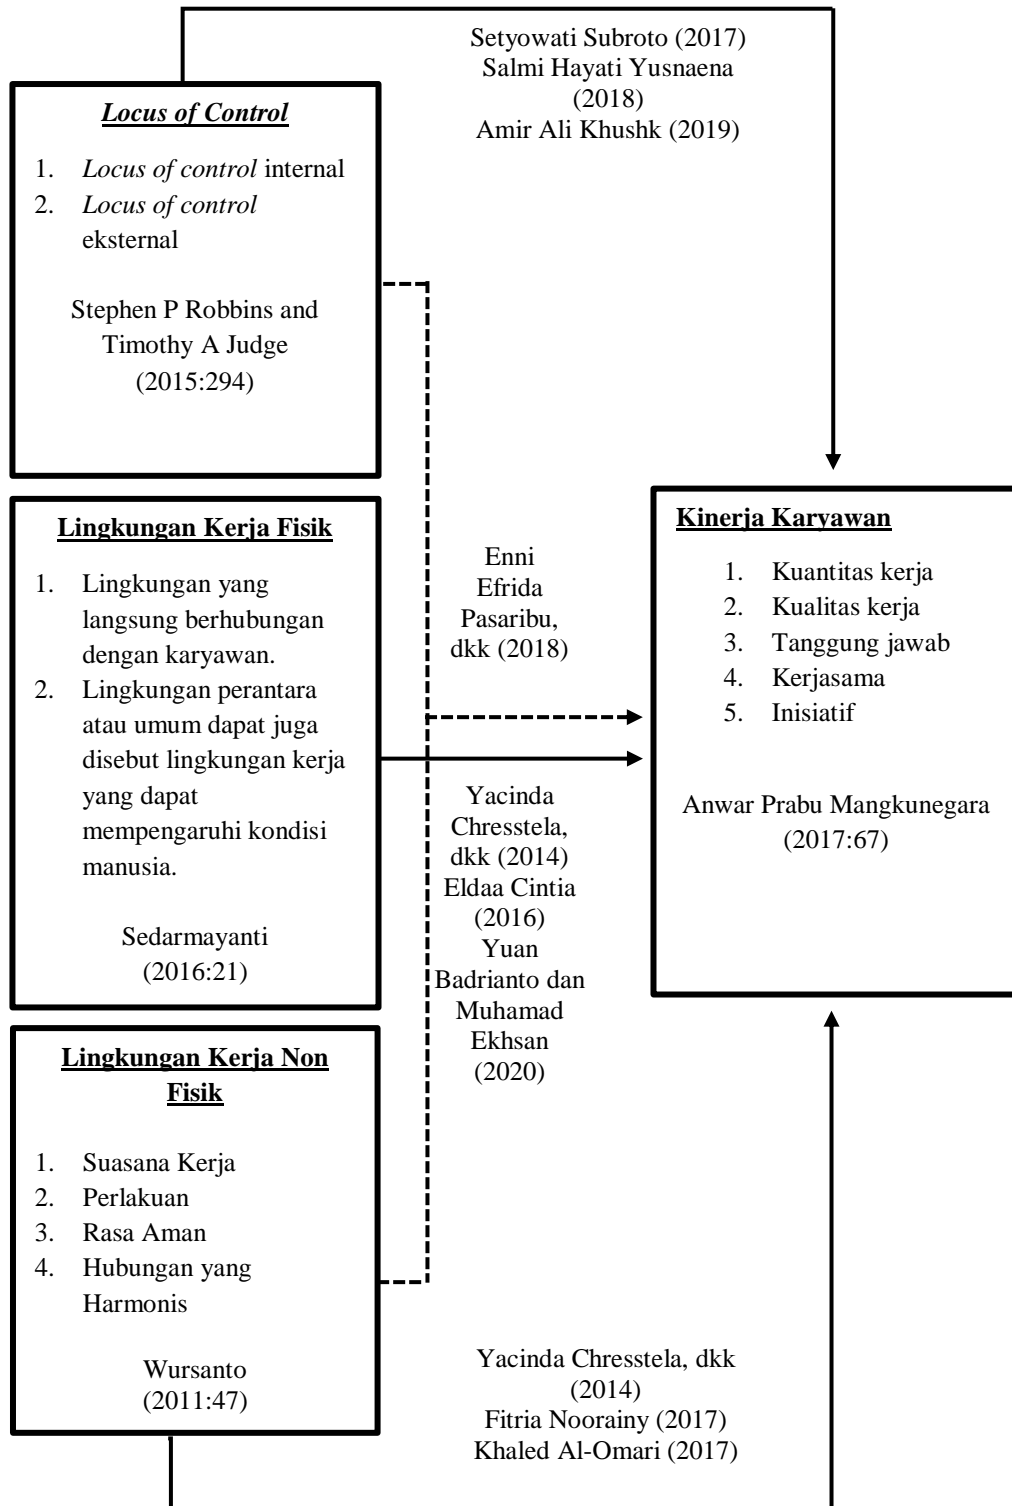 Setyowati Subroto (2017)
Salmi Hayati Yusnaena
(2018)
Amir Ali Khushk (2019)
Locus of Control
1. Locus of control internal
2. Locus of control
eksternal
Stephen P Robbins and
Timothy A Judge
(2015:294)
Lingkungan Kerja Fisik
1. Lingkungan yang
langsung berhubungan
dengan karyawan.
2. Lingkungan perantara
atau umum dapat juga
disebut lingkungan kerja
yang dapat
mempengaruhi kondisi
manusia.
Sedarmayanti
(2016:21)
Enni
Efrida
Pasaribu,
dkk (2018)
Yacinda
Chresstela,
dkk (2014)
Eldaa Cintia
(2016)
Yuan
Badrianto dan
Muhamad
Ekhsan
(2020)
Kinerja Karyawan
1. Kuantitas kerja
2. Kualitas kerja
3. Tanggung jawab
4. Kerjasama
5. Inisiatif
Anwar Prabu Mangkunegara
(2017:67)
Lingkungan Kerja Non
Fisik
1. Suasana Kerja
2. Perlakuan
3. Rasa Aman
4. Hubungan yang
Harmonis
Wursanto
(2011:47)
Yacinda Chresstela, dkk
(2014)
Fitria Noorainy (2017)
Khaled Al-Omari (2017)